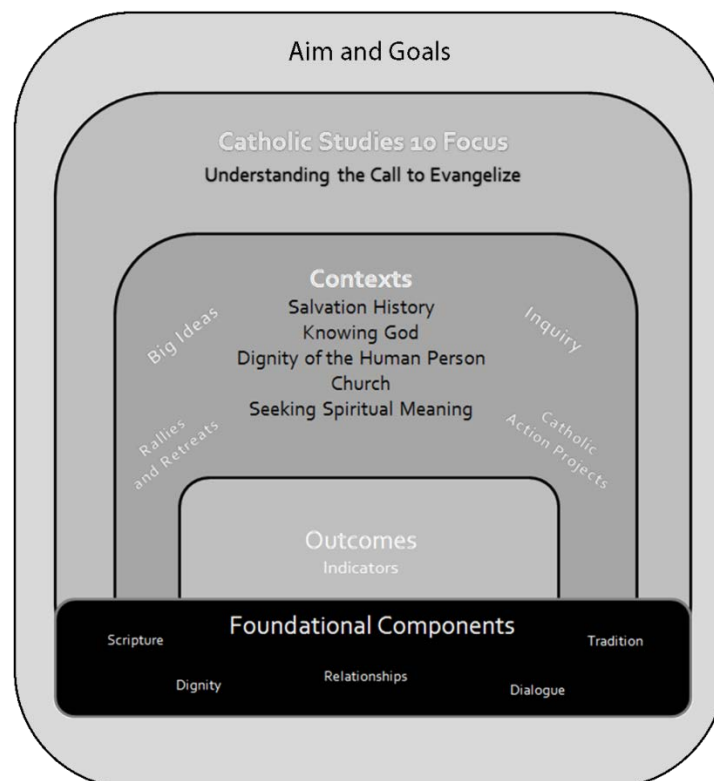 Aim and Goals
Catholic Studies 10 Focus
Understanding the Call to Evangelize
Contexts
Salvation History
Knowing God
Dignity of the Human Person
Church
Seeking Spiritual Meaning
Big Ideas
Inquiry
Rallies
and Retreats
Catholic
Action Projects
Outcomes
Indicators
Foundational Components
Scripture
Tradition
Relationships
Dignity
Dialogue